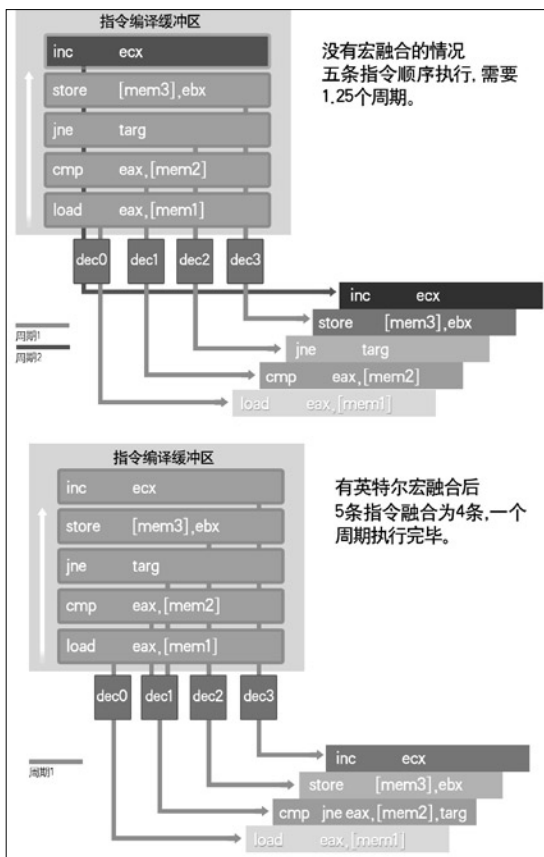 指令编译缓冲区
inc ecx
store [mem3],ebx
jne targ
cmp eax,[mem2]
load eax,[mem1]
dec0 dec1 dec2 dec3
没有宏融合的情况
五条指令顺序执行, 需要
1.25个周期。
周期1
周期2
inc ecx
store [mem3],ebx
jne targ
cmp eax,[mem2]
load eax,[mem1]
指令编译缓冲区
inc ecx
store [mem3],ebx
jne targ
cmp eax,[mem2]
load eax,[mem1]
dec0 dec1 dec2 dec3
有英特尔宏融合后
5条指令融合为4条,一个
周期执行完毕。
周期1
inc ecx
store [mem3],ebx
cmp jne eax,[mem2],targ
load eax,[mem1]